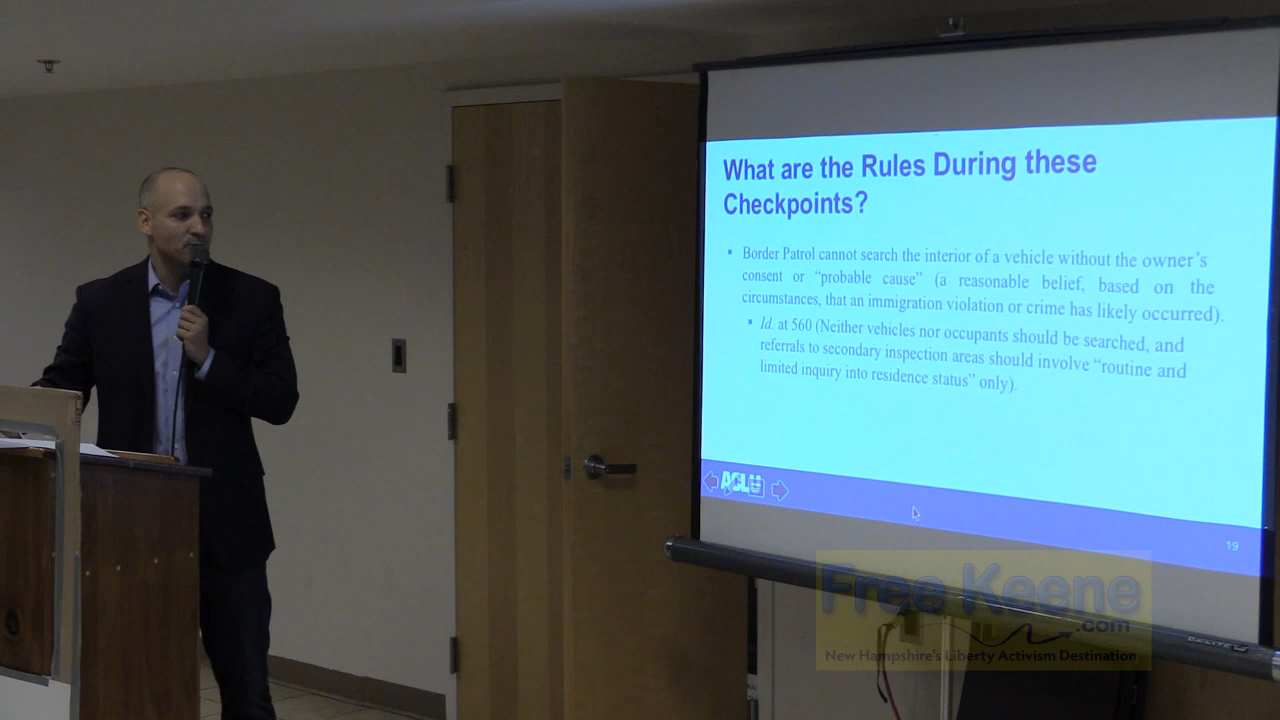 What are the Rules During these
Checkpoints?
▪ Border Patrol cannot search the interior of a vehicle without the owner's
consent or “probable cause” (a reasonable belief, based on the
circumstances, that an immigration violation or crime has likely occurred).
▪ Id. at 560 (Neither vehicles nor occupants should be searched, and
referrals to secondary inspection areas should involve “routine and
limited inquiry into residence status” only).
ACLU
19
Free Keene
.com
New Hampshire's Liberty Activism Destination